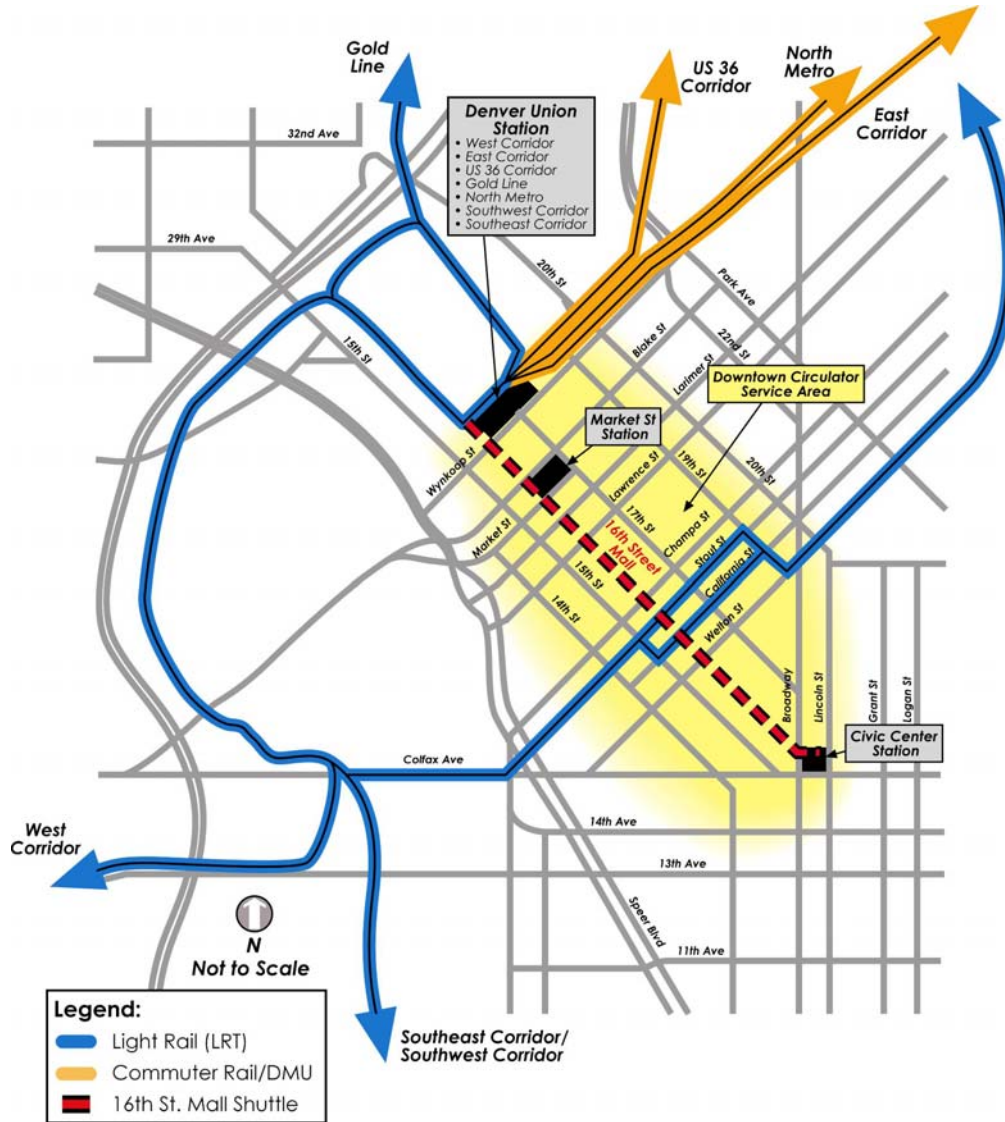 Gold
Line
US 36
Corridor
North
Metro
East
Corridor
Denver Union
Station
• West Corridor
• East Corridor
• US 36 Corridor
• Gold Line
• North Metro
• Southwest Corridor
• Southeast Corridor
32nd Ave
29th Ave
15th St
20th St
Park Ave
Blake St
22nd St
Larimer St
Downtown Circulator
Service Area
Market St
Station
Wynkoop St
Lawrence St
19th St
20th St
17th St
Champa St
Market St
16th Street
Mall
Stout St
California St
15th St
14th St
Welton St
Broadway
Lincoln St
Grant St
Logan St
Civic Center
Station
Colfax Ave
West
Corridor
14th Ave
13th Ave
Speer Blvd
11th Ave
N
Not to Scale
Legend:
Light Rail (LRT)
Commuter Rail/DMU
16th St. Mall Shuttle
Southeast Corridor/
Southwest Corridor